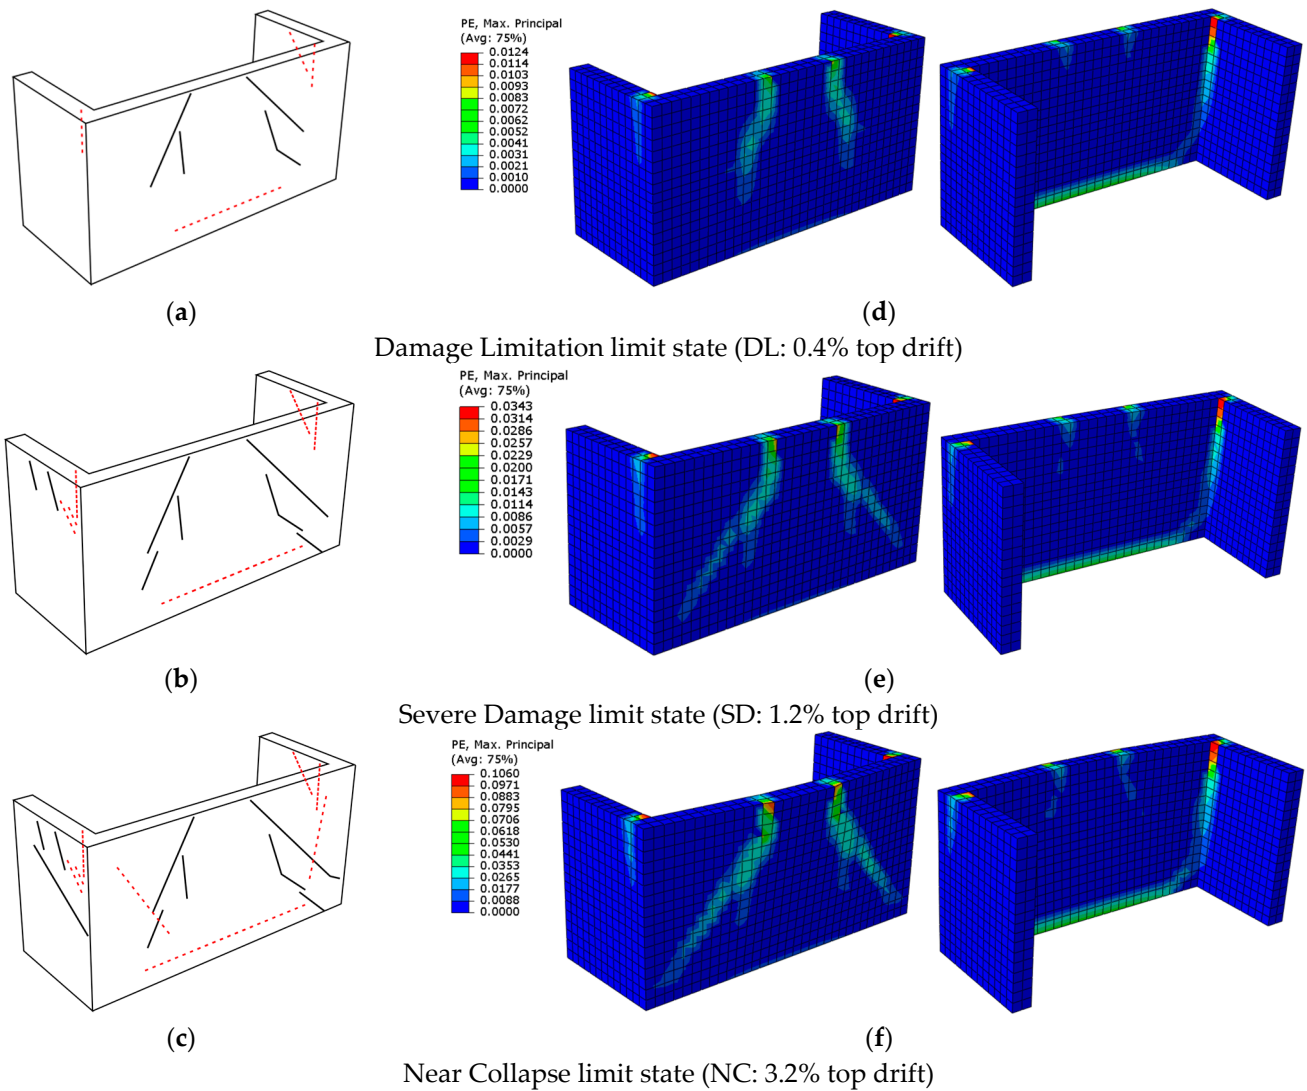 PE, Max. Principal
(Avg: 75%)
0.0124
0.0114
0.0103
0.0093
0.0083
0.0072
0.0062
0.0052
0.0041
0.0031
0.0021
0.0010
0.0000
(a)
(d)
Damage Limitation limit state (DL: 0.4% top drift)
PE, Max. Principal
(Avg: 75%)
0.0343
0.0314
0.0286
0.0257
0.0229
0.0200
0.0171
0.0143
0.0114
0.0086
0.0057
0.0029
0.0000
(b)
(e)
Severe Damage limit state (SD: 1.2% top drift)
PE, Max. Principal
(Avg: 75%)
0.1060
0.0971
0.0883
0.0795
0.0706
0.0618
0.0530
0.0441
0.0353
0.0265
0.0177
0.0088
0.0000
(c)
(f)
Near Collapse limit state (NC: 3.2% top drift)